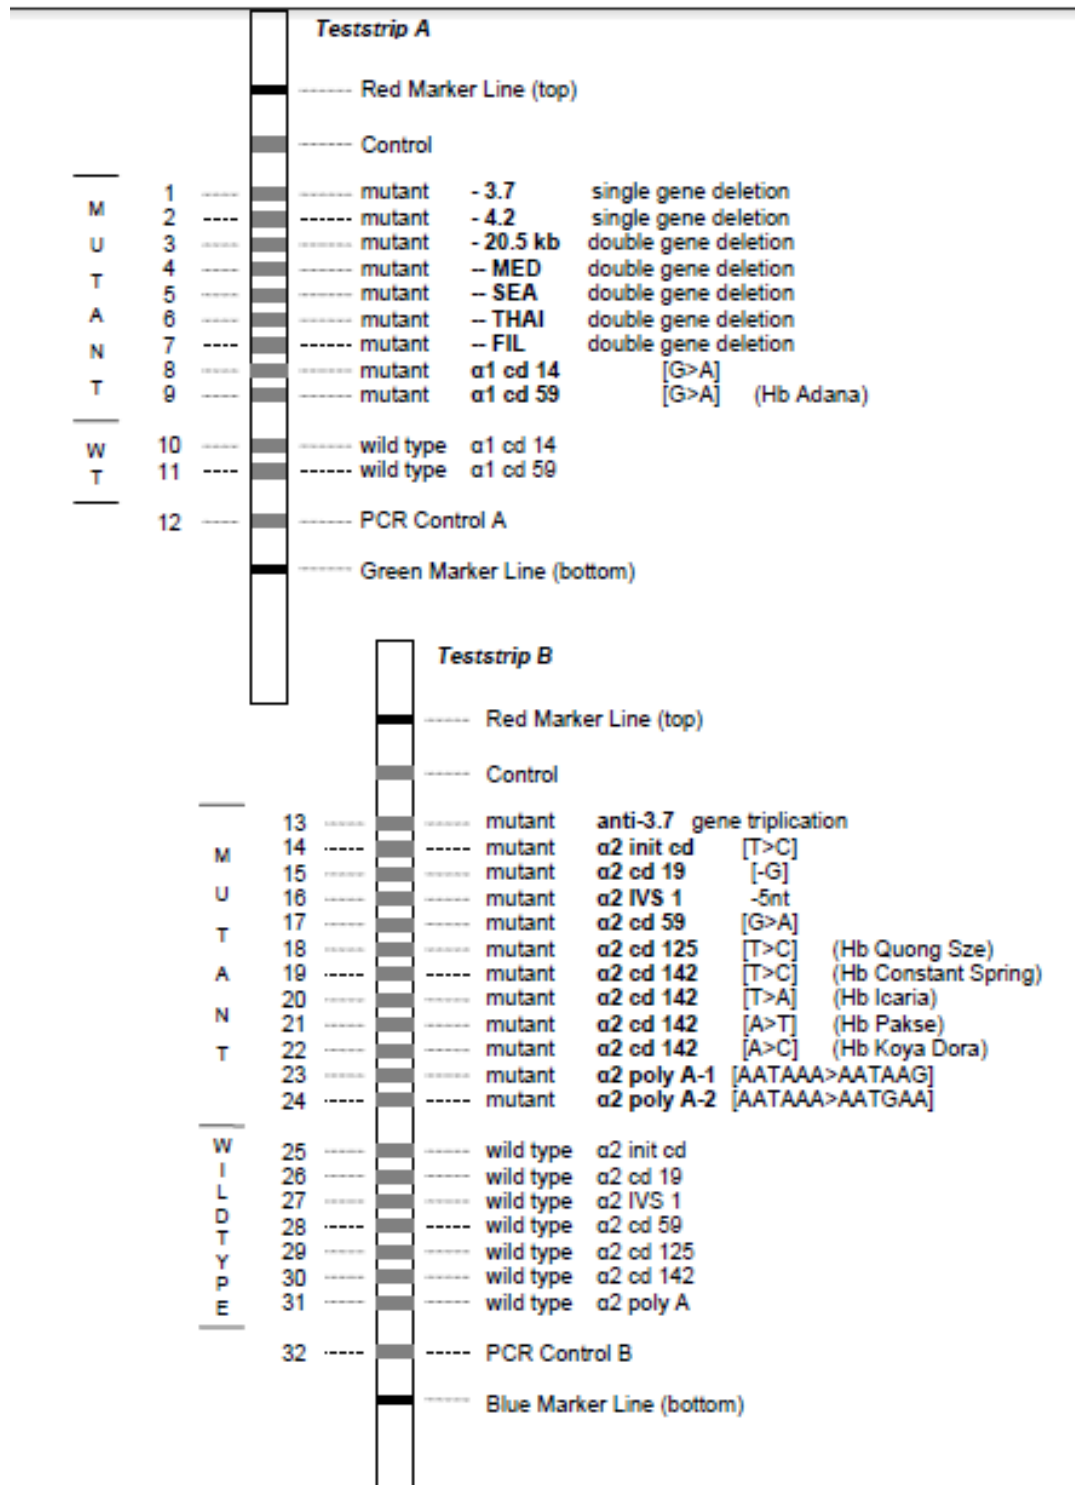 Teststrip A
Red Marker Line (top)
Control
MUTANT
1 mutant - 3.7 single gene deletion
2 mutant - 4.2 single gene deletion
3 mutant - 20.5 kb double gene deletion
4 mutant -- MED double gene deletion
5 mutant -- SEA double gene deletion
6 mutant -- THAI double gene deletion
7 mutant -- FIL double gene deletion
8 mutant α1 cd 14 [G>A]
9 mutant α1 cd 59 [G>A] (Hb Adana)
WT
10 wild type α1 cd 14
11 wild type α1 cd 59
12 PCR Control A
Green Marker Line (bottom)
Teststrip B
Red Marker Line (top)
Control
MUTANT
13 mutant anti-3.7 gene triplication
14 mutant α2 init cd [T>C]
15 mutant α2 cd 19 [-G]
16 mutant α2 IVS 1 -5nt
17 mutant α2 cd 59 [G>A]
18 mutant α2 cd 125 [T>C] (Hb Quong Sze)
19 mutant α2 cd 142 [T>C] (Hb Constant Spring)
20 mutant α2 cd 142 [T>A] (Hb Icaria)
21 mutant α2 cd 142 [A>T] (Hb Pakse)
22 mutant α2 cd 142 [A>C] (Hb Koya Dora)
23 mutant α2 poly A-1 [AATAAA>AATAAG]
24 mutant α2 poly A-2 [AATAAA>AATGAA]
WILDTYPE
25 wild type α2 init cd
26 wild type α2 cd 19
27 wild type α2 IVS 1
28 wild type α2 cd 59
29 wild type α2 cd 125
30 wild type α2 cd 142
31 wild type α2 poly A
32 PCR Control B
Blue Marker Line (bottom)